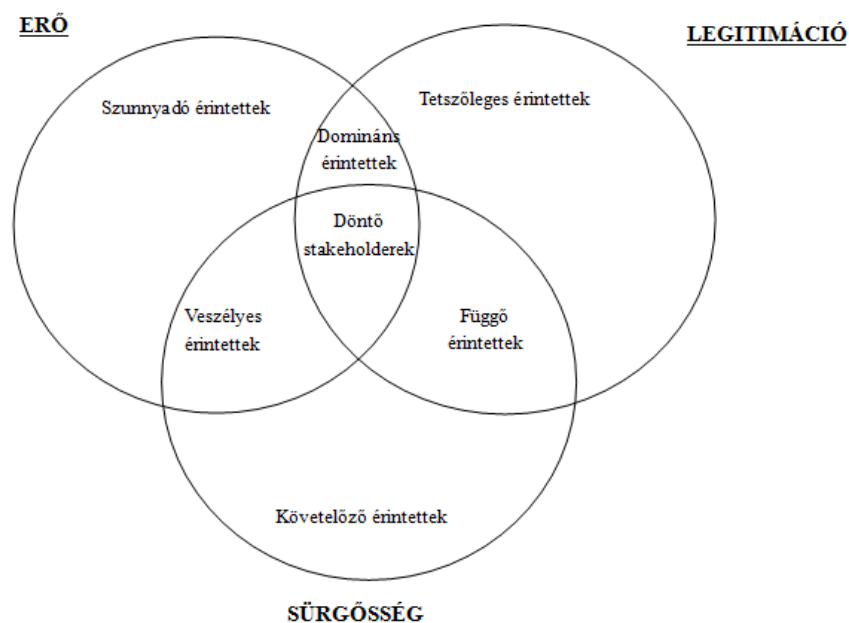 ERŐ
LEGITIMÁCIÓ
Szunnyadó érintettek
Tetszőleges érintettek
Domináns
érintettek
Döntő
stakeholderek
Veszélyes
érintettek
Függő
érintettek
Követelőző érintettek
SÜRGŐSSÉG